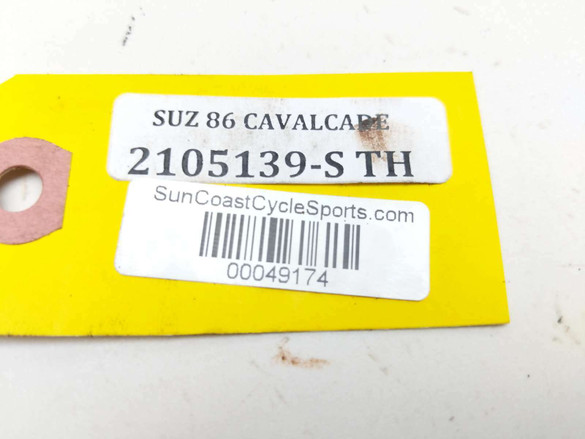 SUZ 86 CAVALCADE
2105139-S TH
SunCoastCycleSports.com
00049174